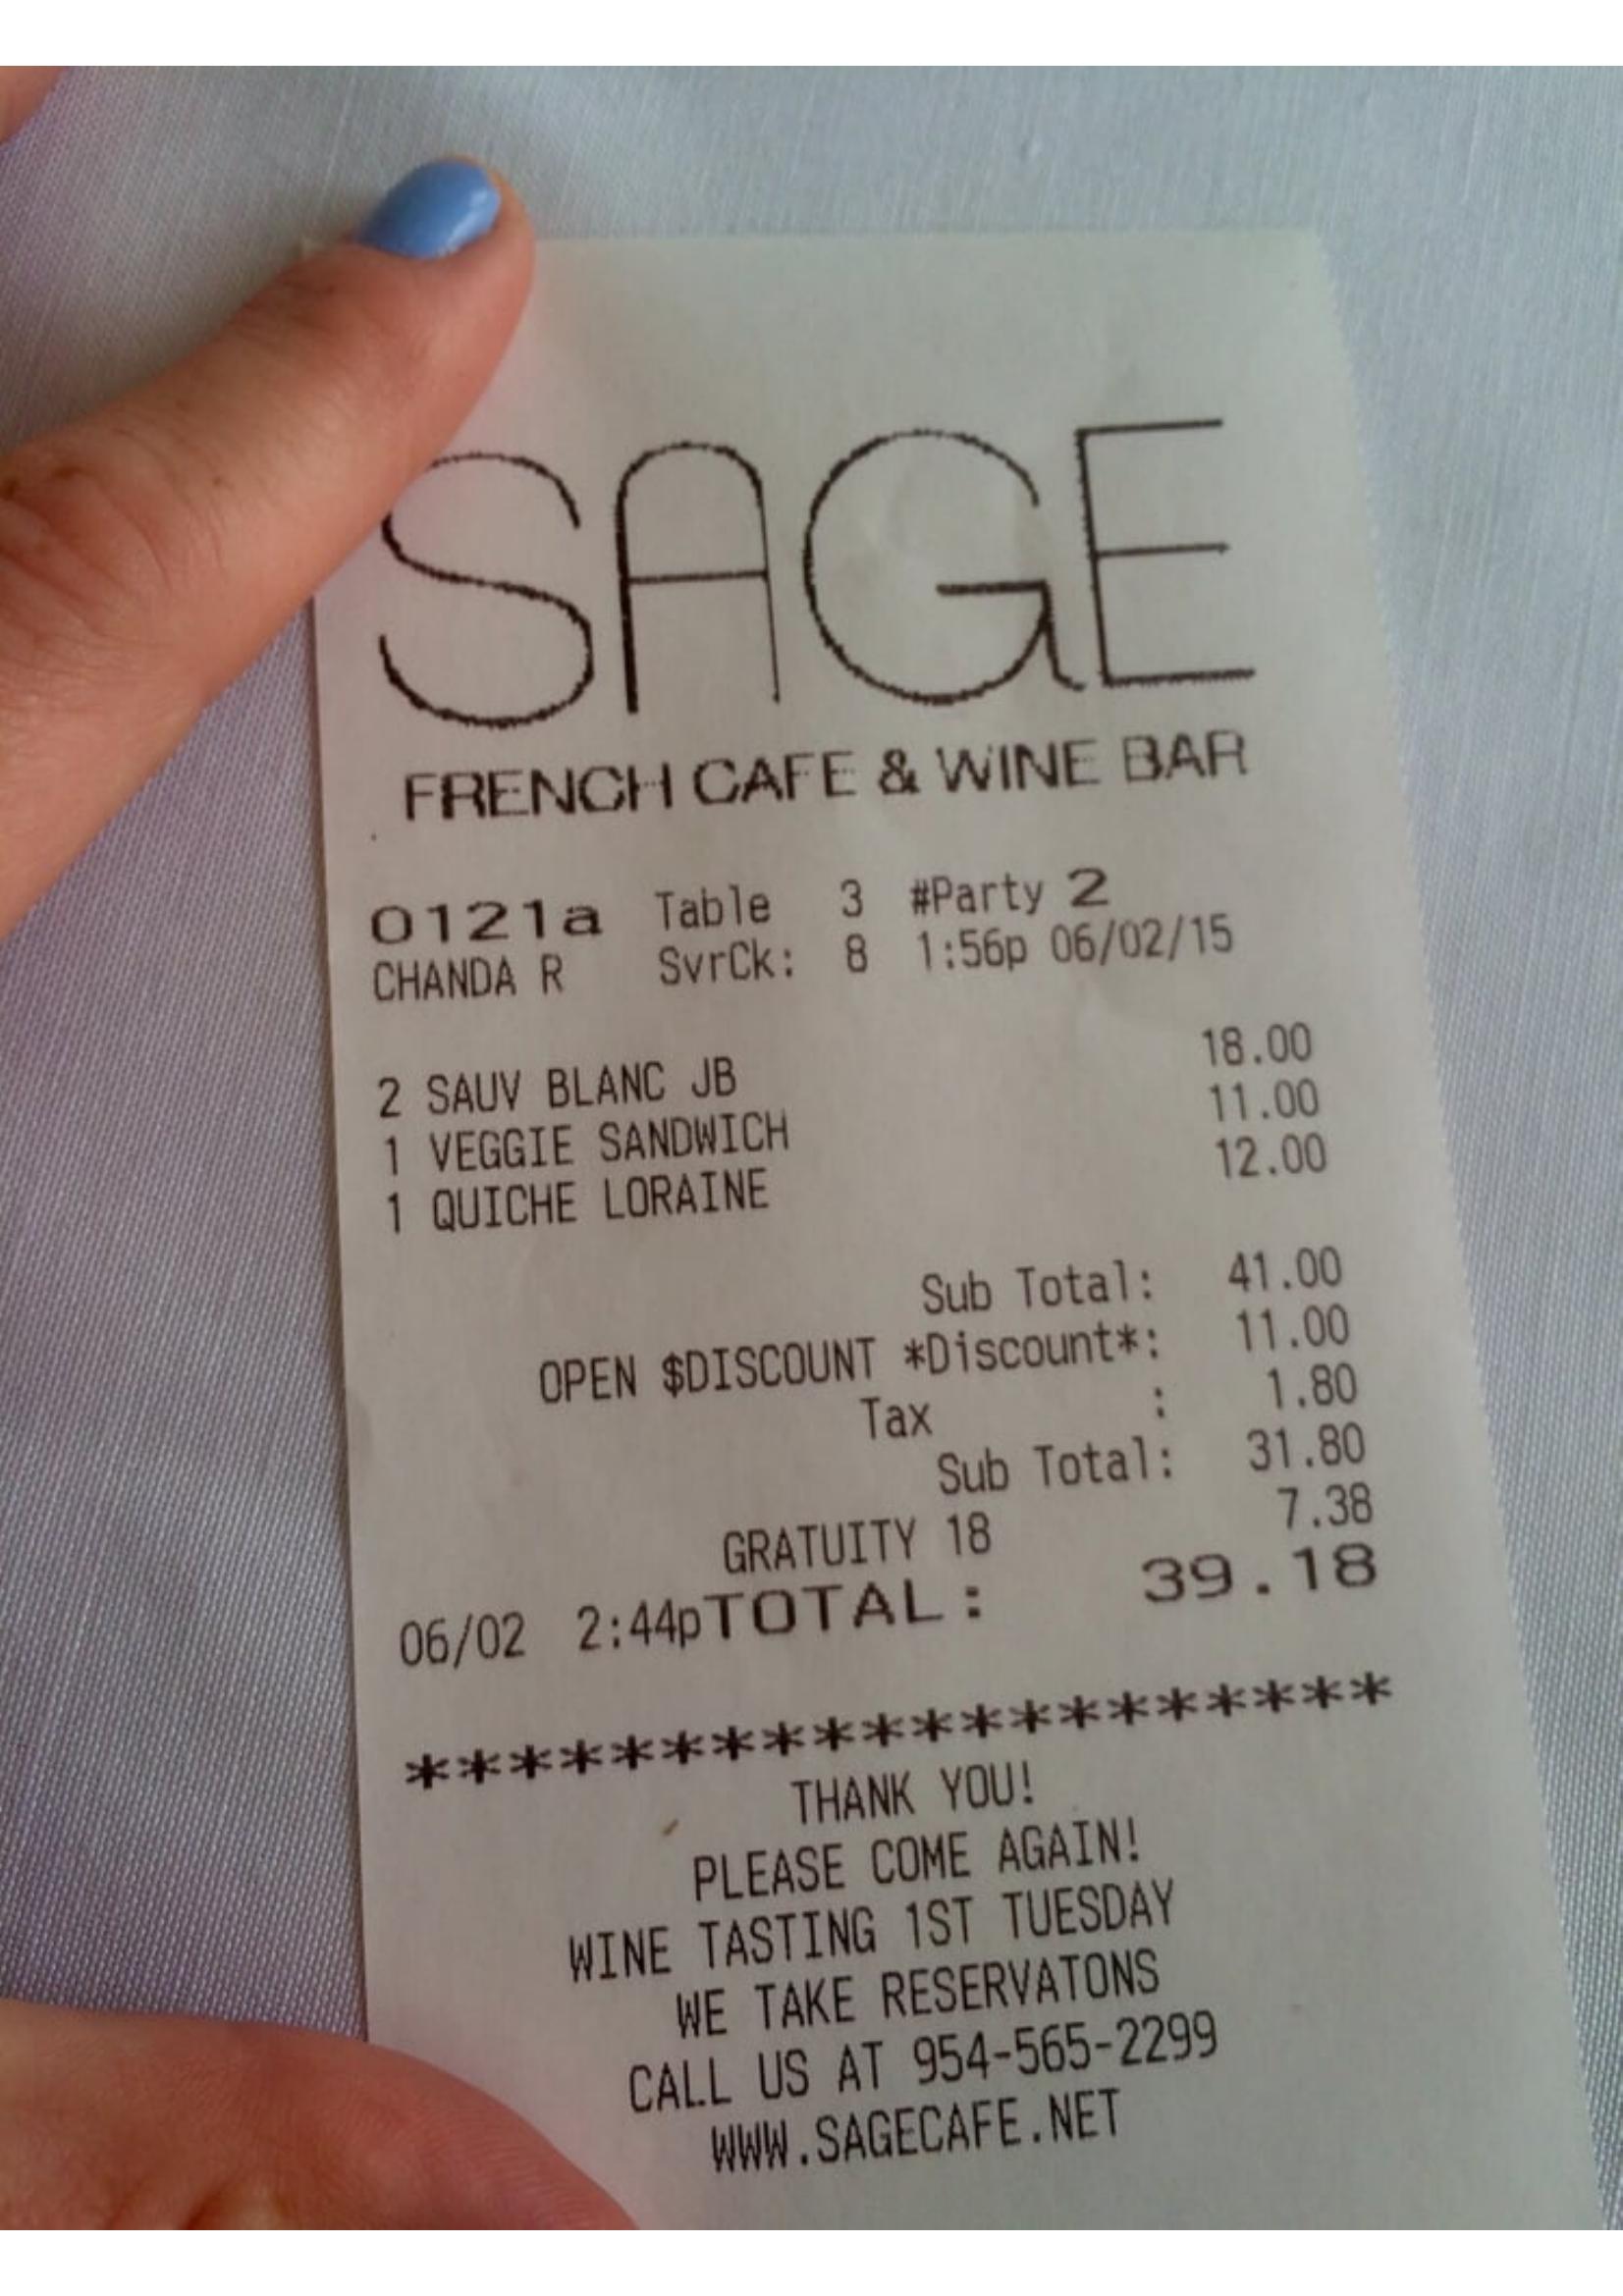 SAGE
FRENCH CAFE & WINE BAR
0121a Table 3 #Party 2
CHANDA R SvrCk: 8 1:56p 06/02/15
2 SAUV BLANC JB 18.00
1 VEGGIE SANDWICH 11.00
1 QUICHE LORAINE 12.00
Sub Total: 41.00
OPEN $DISCOUNT *Discount*: 11.00
Tax : 1.80
Sub Total: 31.80
GRATUITY 18 7.38
06/02 2:44pTOTAL: 39.18
********************
THANK YOU!
PLEASE COME AGAIN!
WINE TASTING 1ST TUESDAY
WE TAKE RESERVATONS
CALL US AT 954-565-2299
WWW.SAGECAFE.NET